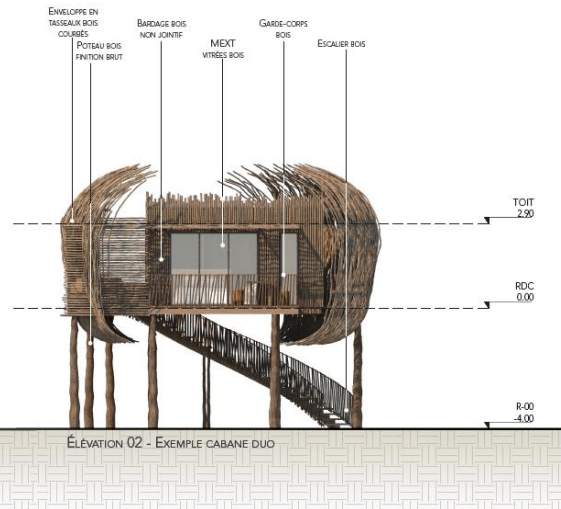 Enveloppe en
tasseaux bois
courbés
Poteau bois
finition brut
Bardage bois
non jointif
MEXT
vitrées bois
Garde-corps
bois
Escalier bois
TOIT
2.90
RDC
0.00
R-00
-4.00
Élévation 02 - Exemple cabane duo